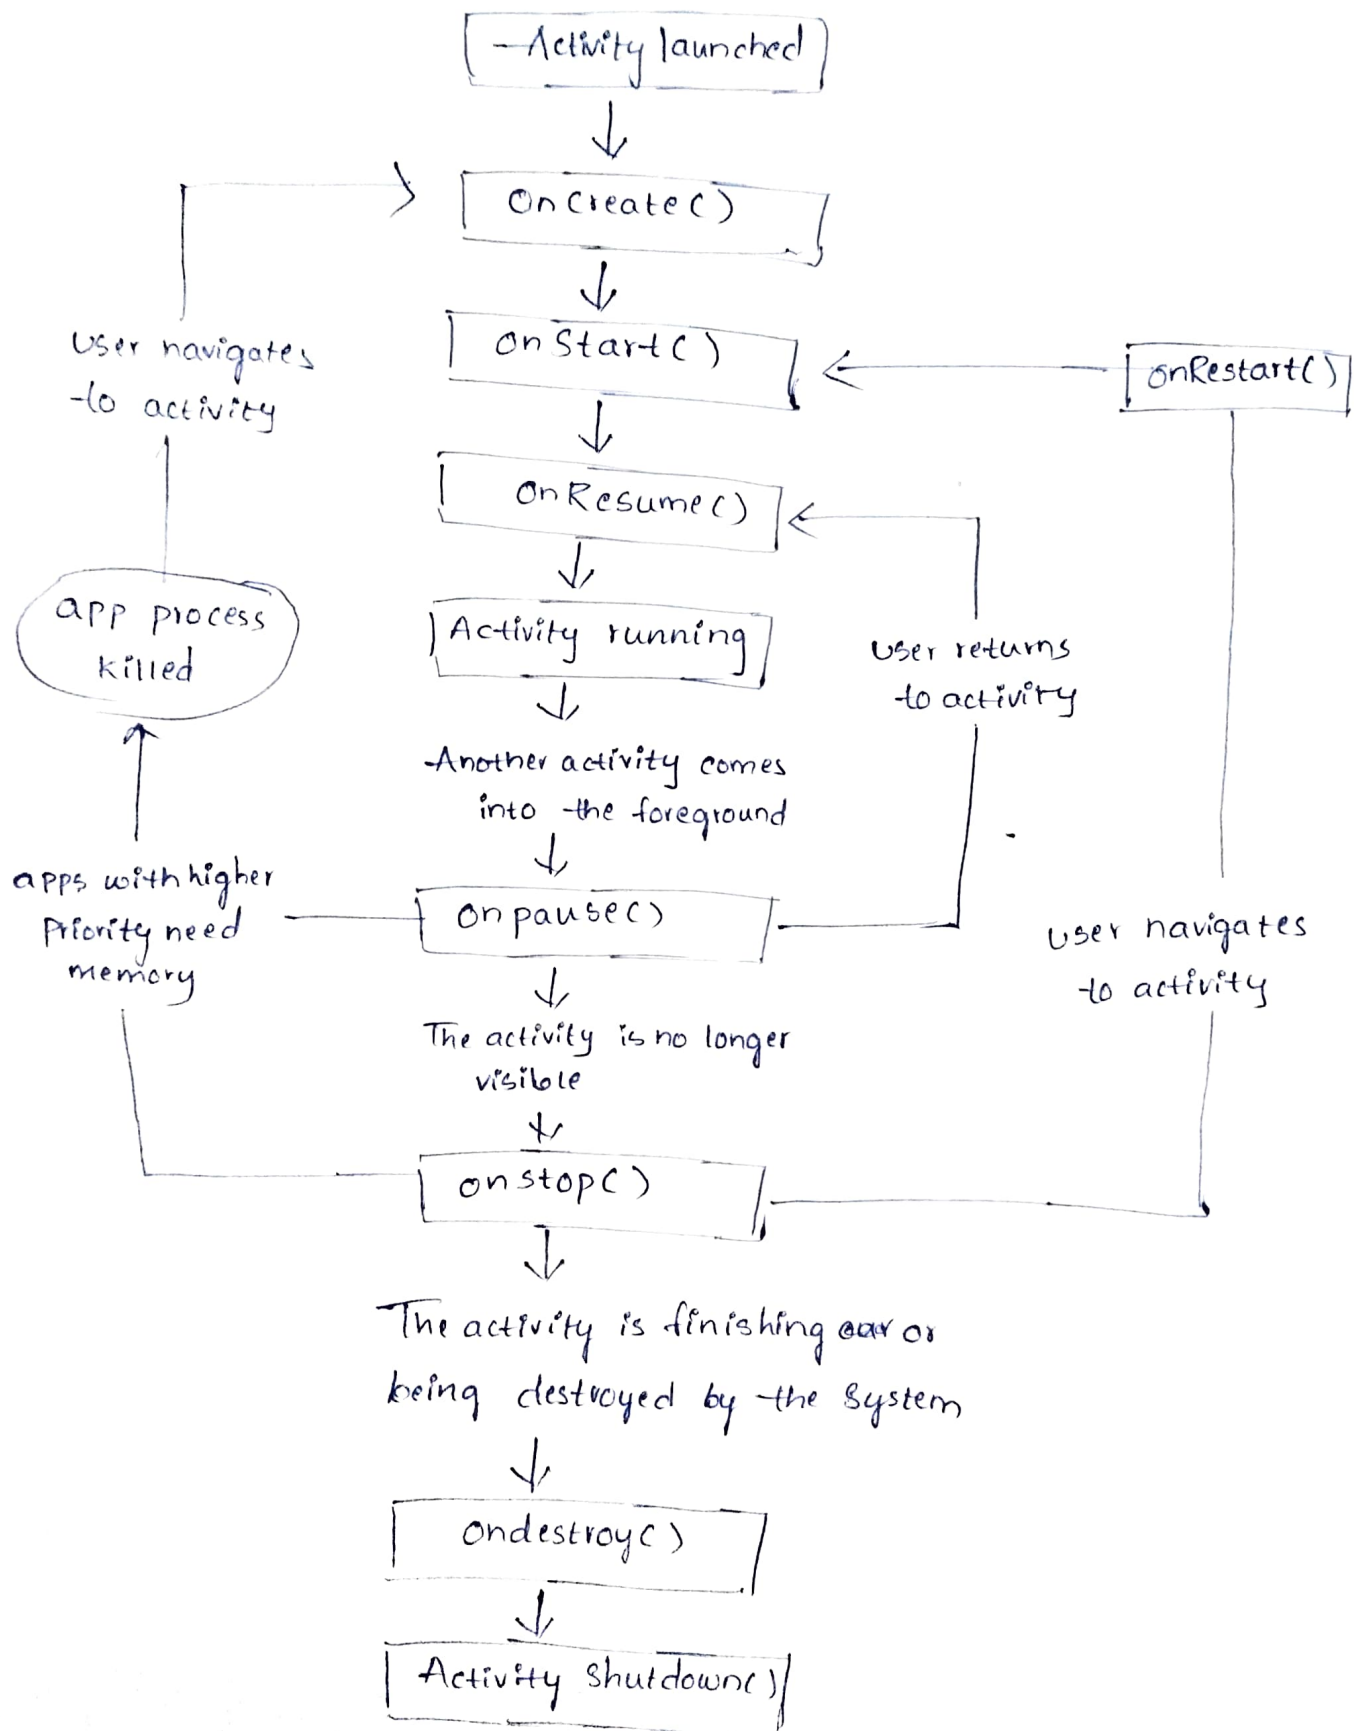 Activity launched
onCreate()
onStart()
onRestart()
user navigates
to activity
onResume()
app process
killed
Activity running
user returns
to activity
Another activity comes
into the foreground
apps with higher
Priority need
memory
onpause()
user navigates
to activity
The activity is no longer
visible
onstop()
The activity is finishing or
being destroyed by the system
ondestroy()
Activity shutdown()